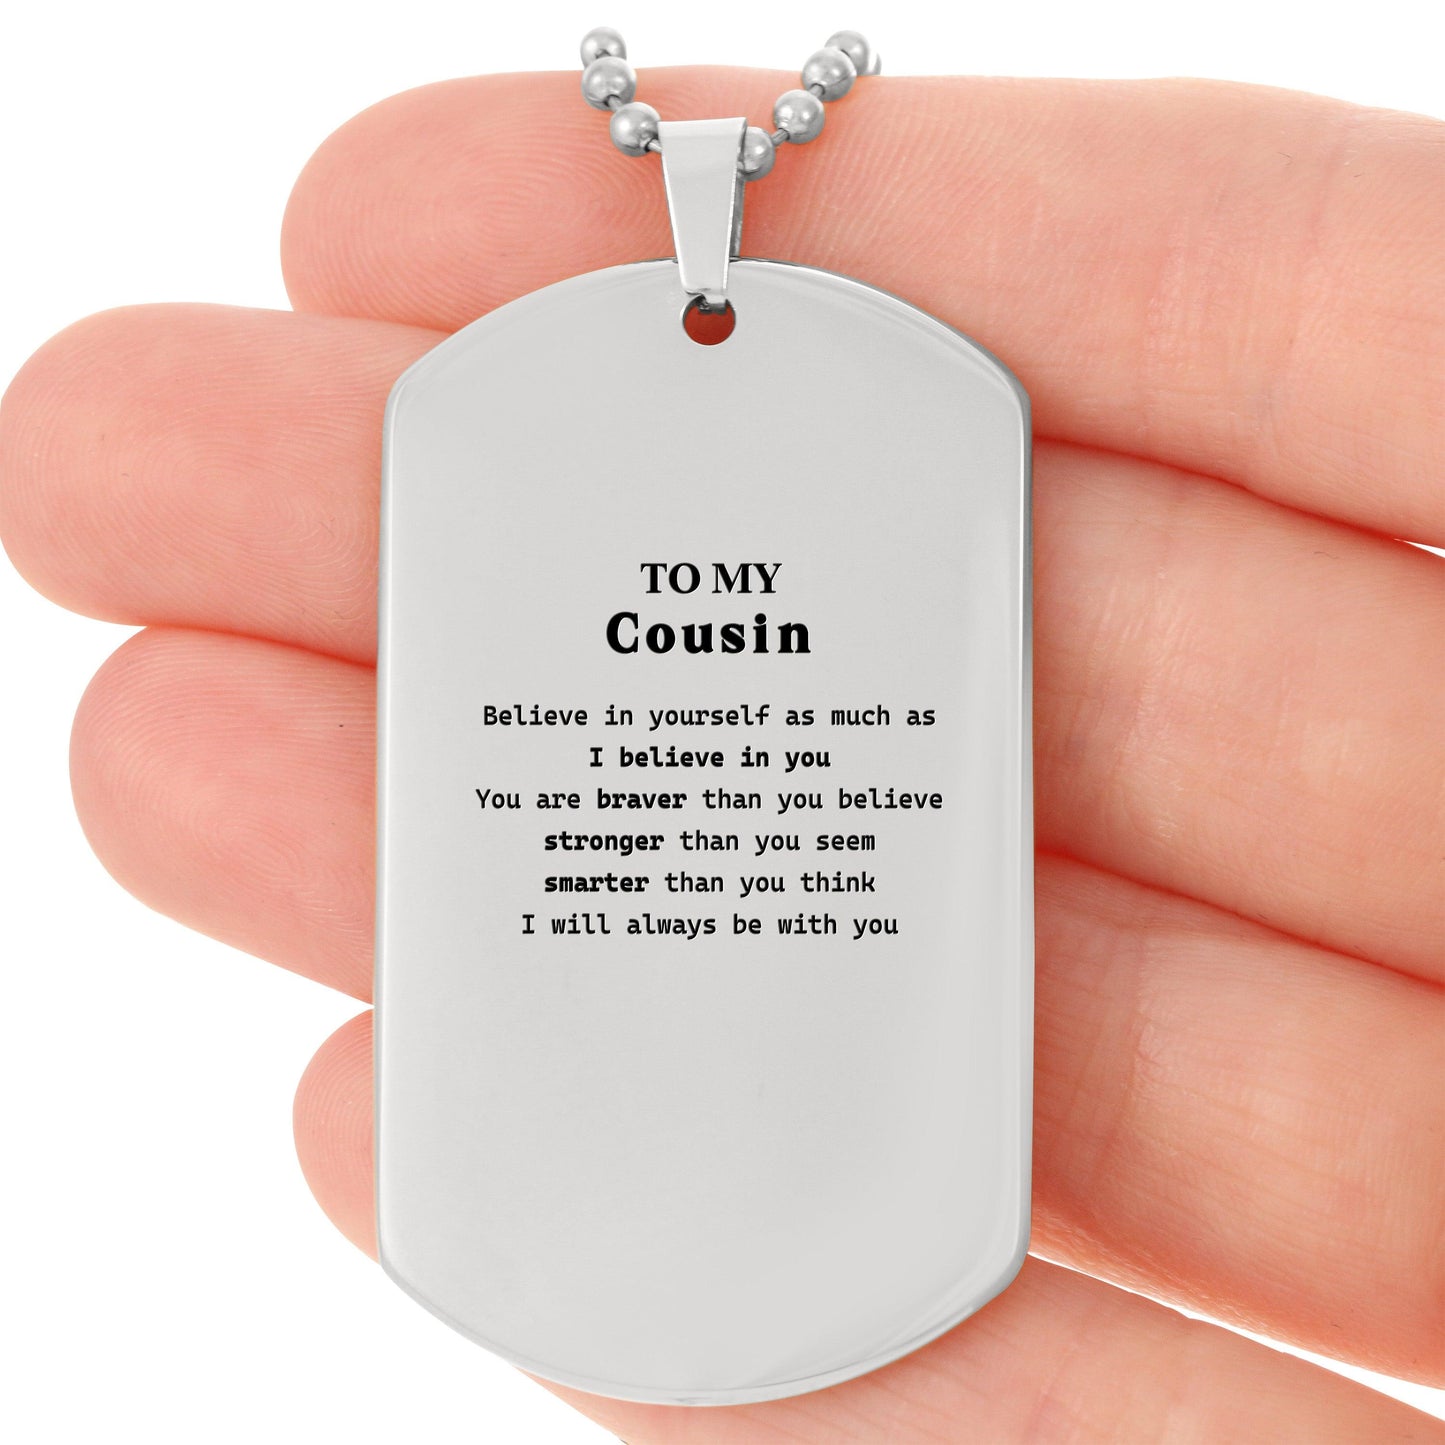 TO MY
Cousin
Believe in yourself as much as
I believe in you
You are braver than you believe
stronger than you seem
smarter than you think
I will always be with you